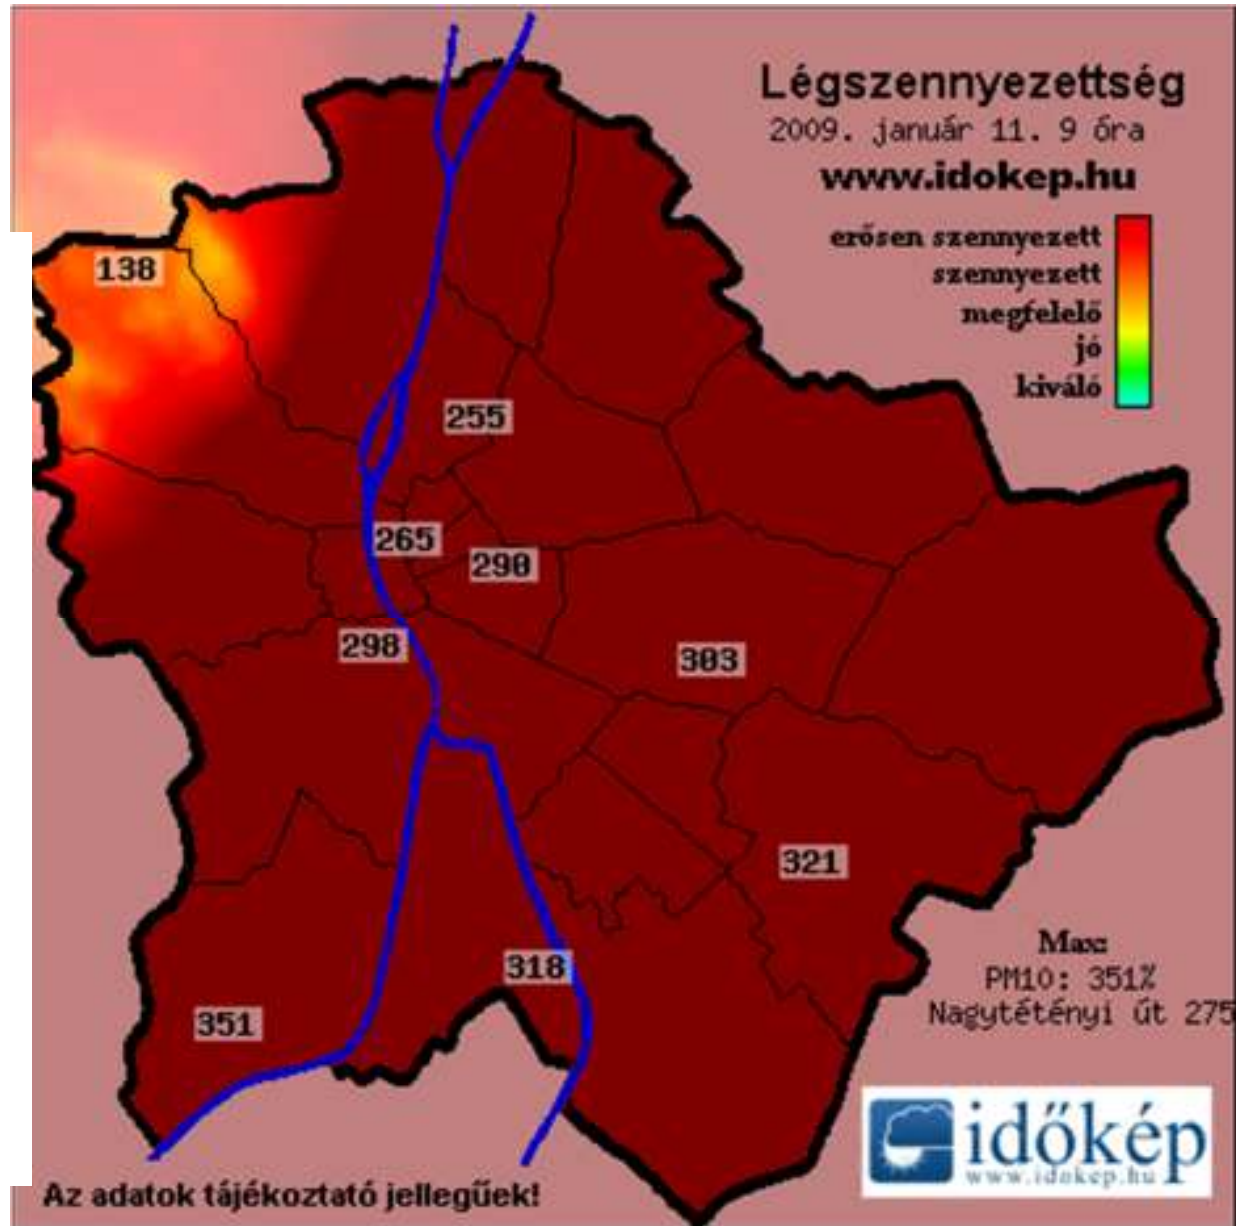 Légszennyezettség
2009. január 11. 9 óra
www.idokep.hu
erősen szennyezett
szennyezett
megfelelő
jó
kiváló
138
255
265
290
298
303
321
318
351
Max:
PM10: 351%
Nagytétényi út 275
időkép
www.idokep.hu
Az adatok tájékoztató jellegűek!